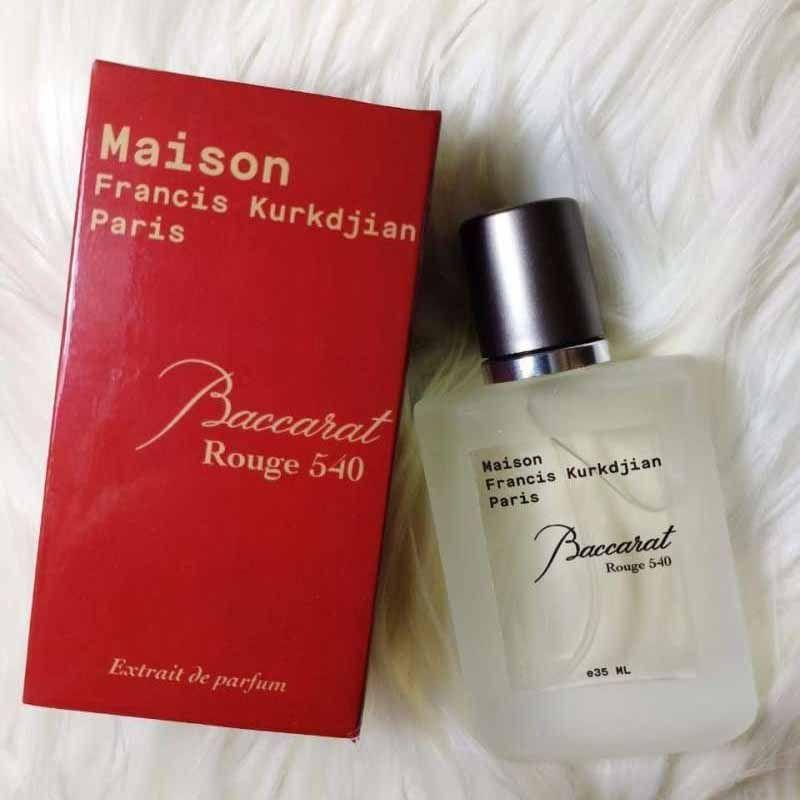 Maison
Francis Kurkdjian
Paris
Baccarat
Rouge 540
Extrait de parfum
Maison
Francis Kurkdjian
Paris
Baccarat
Rouge 540
e35 ML